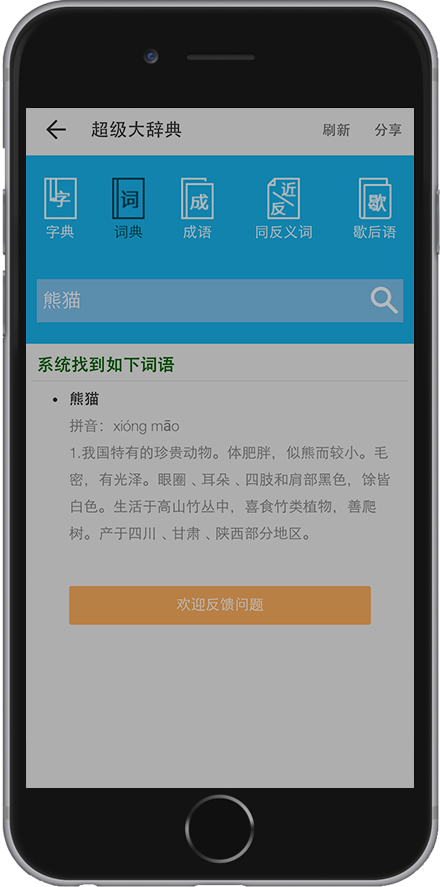 超级大辞典 刷新 分享
字 词 成 近反 歇
字典 词典 成语 同反义词 歇后语
熊猫
系统找到如下词语
• 熊猫
拼音：xióng māo
1.我国特有的珍贵动物。体肥胖，似熊而较小。毛
密，有光泽。眼圈﹑耳朵﹑四肢和肩部黑色，馀皆
白色。生活于高山竹丛中，喜食竹类植物，善爬
树。产于四川﹑甘肃﹑陕西部分地区。
欢迎反馈问题